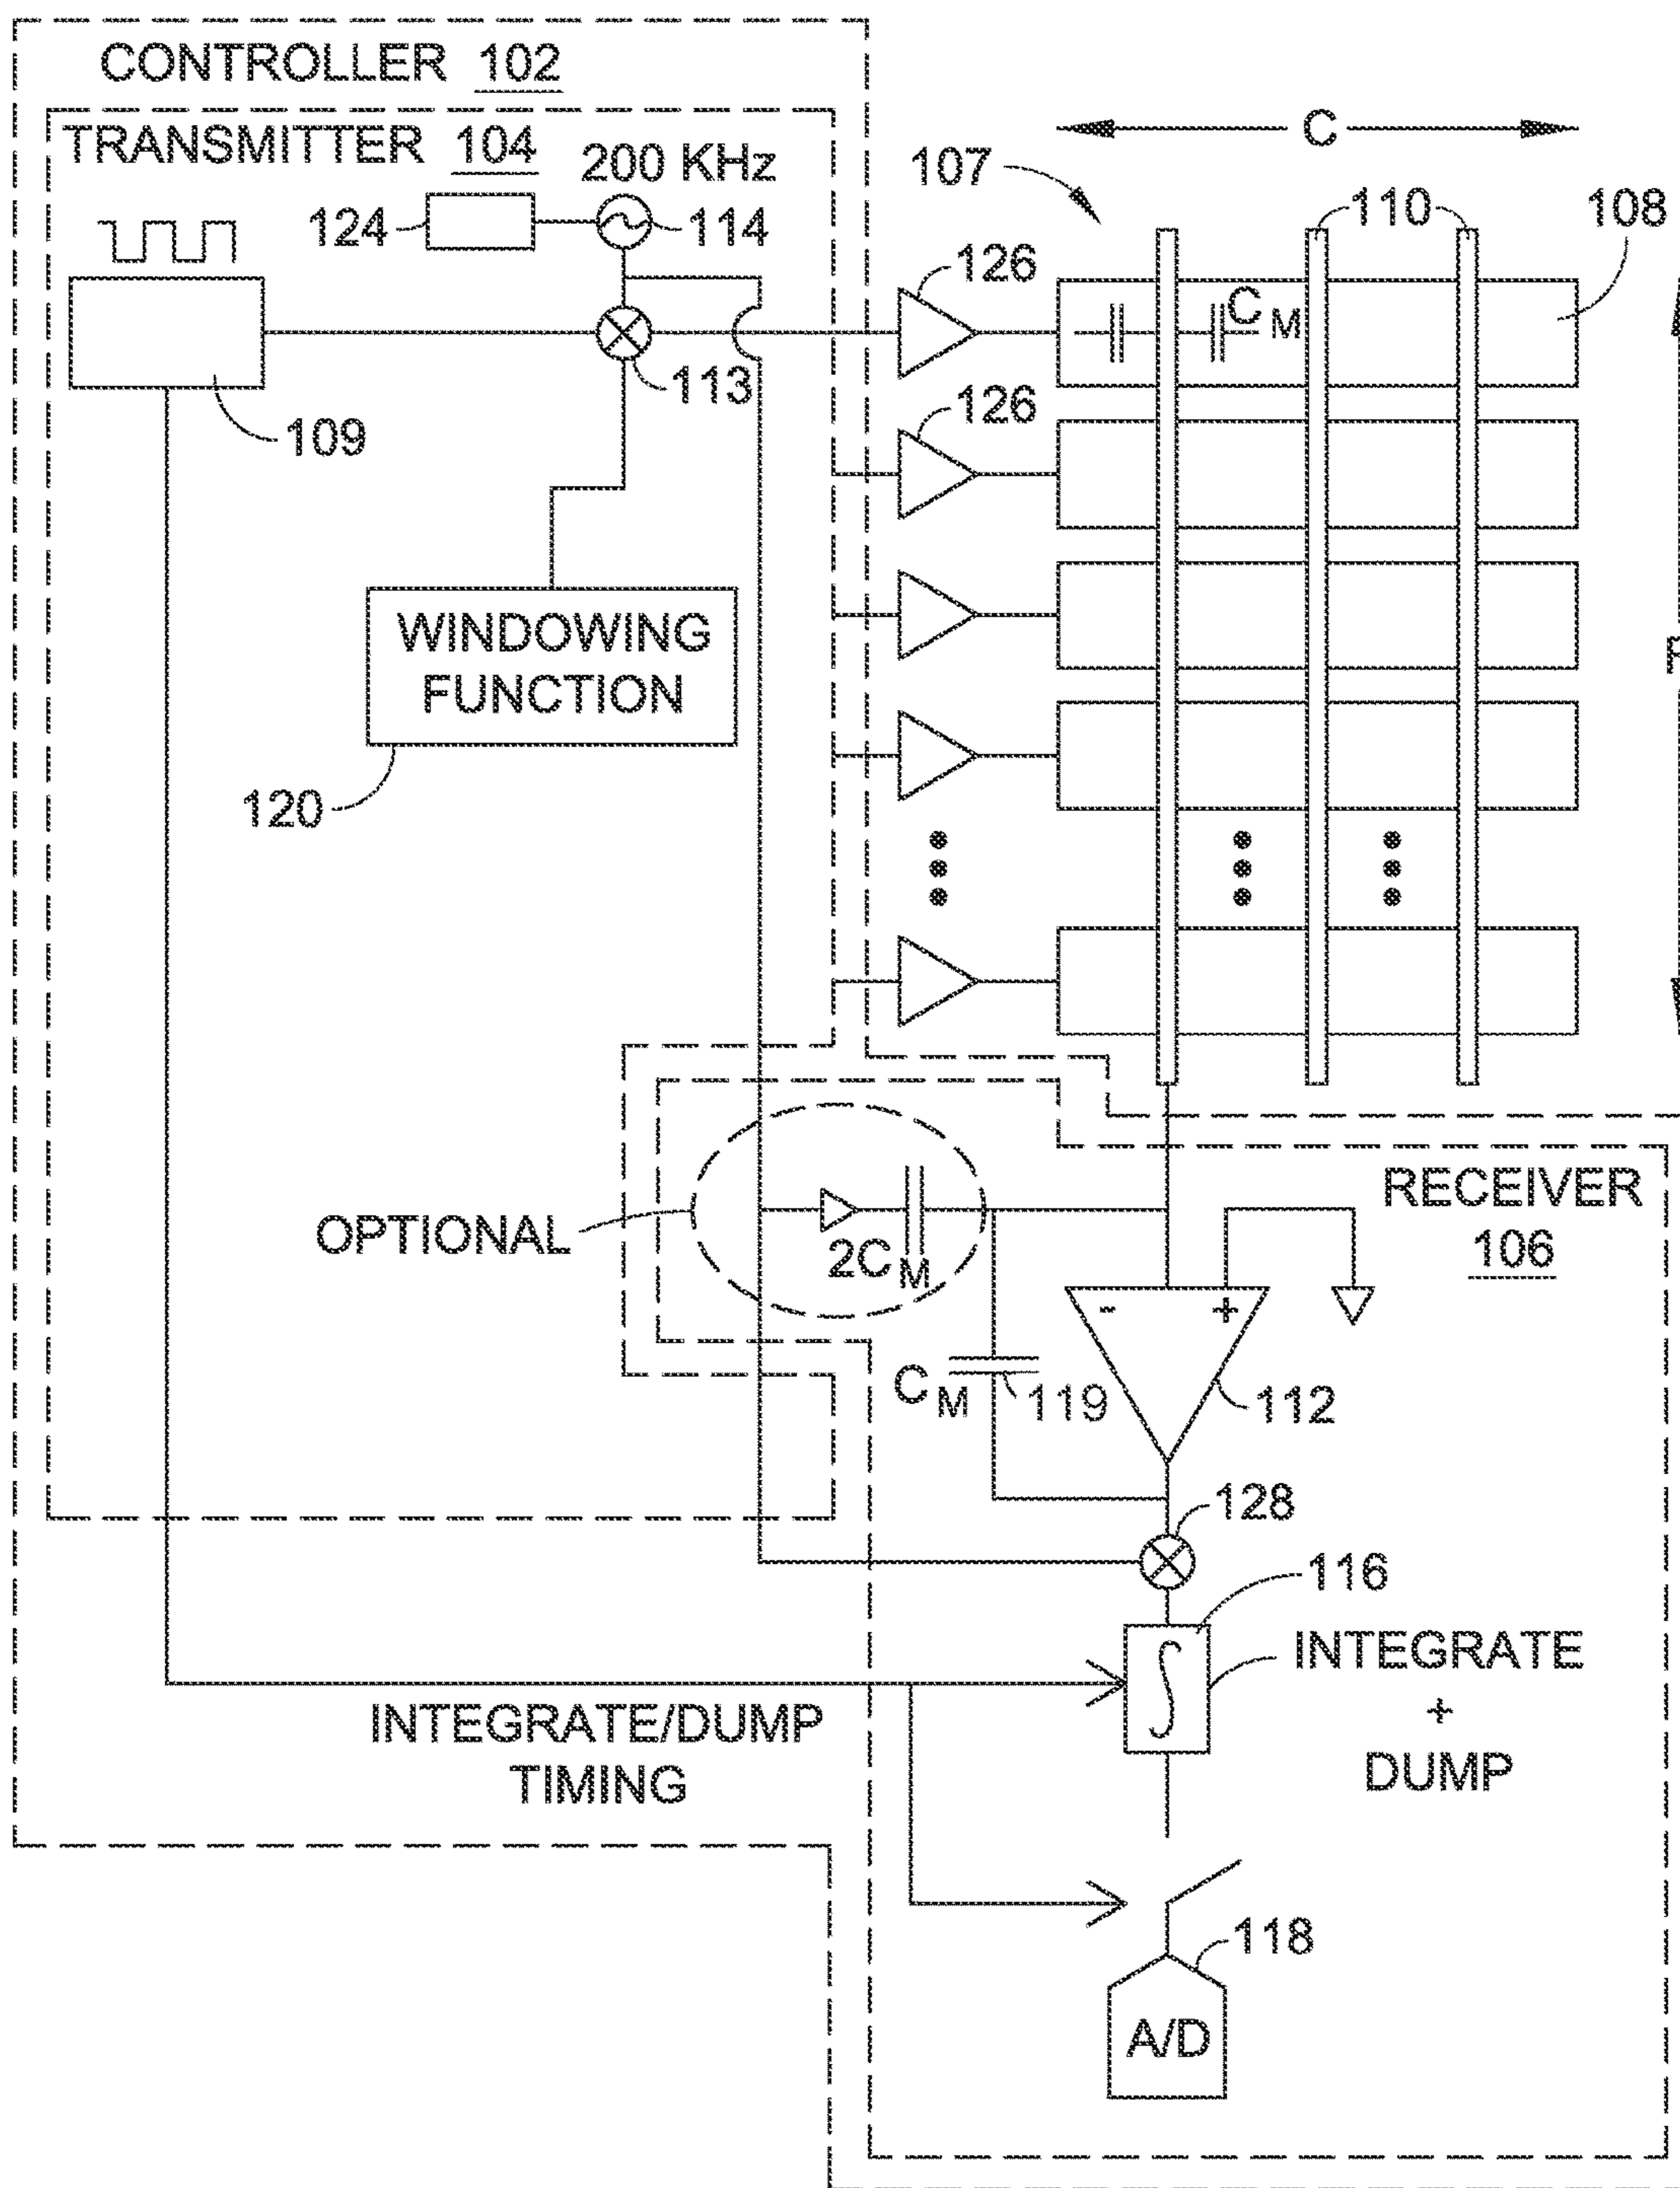 CONTROLLER 102
TRANSMITTER 104
200 KHz
C
107
124
114
110
108
126
C M
113
126
109
WINDOWING
FUNCTION
120
RECEIVER
106
OPTIONAL
2C M
- +
C M
119
112
128
116
INTEGRATE
+
DUMP
INTEGRATE/DUMP
TIMING
118
A/D